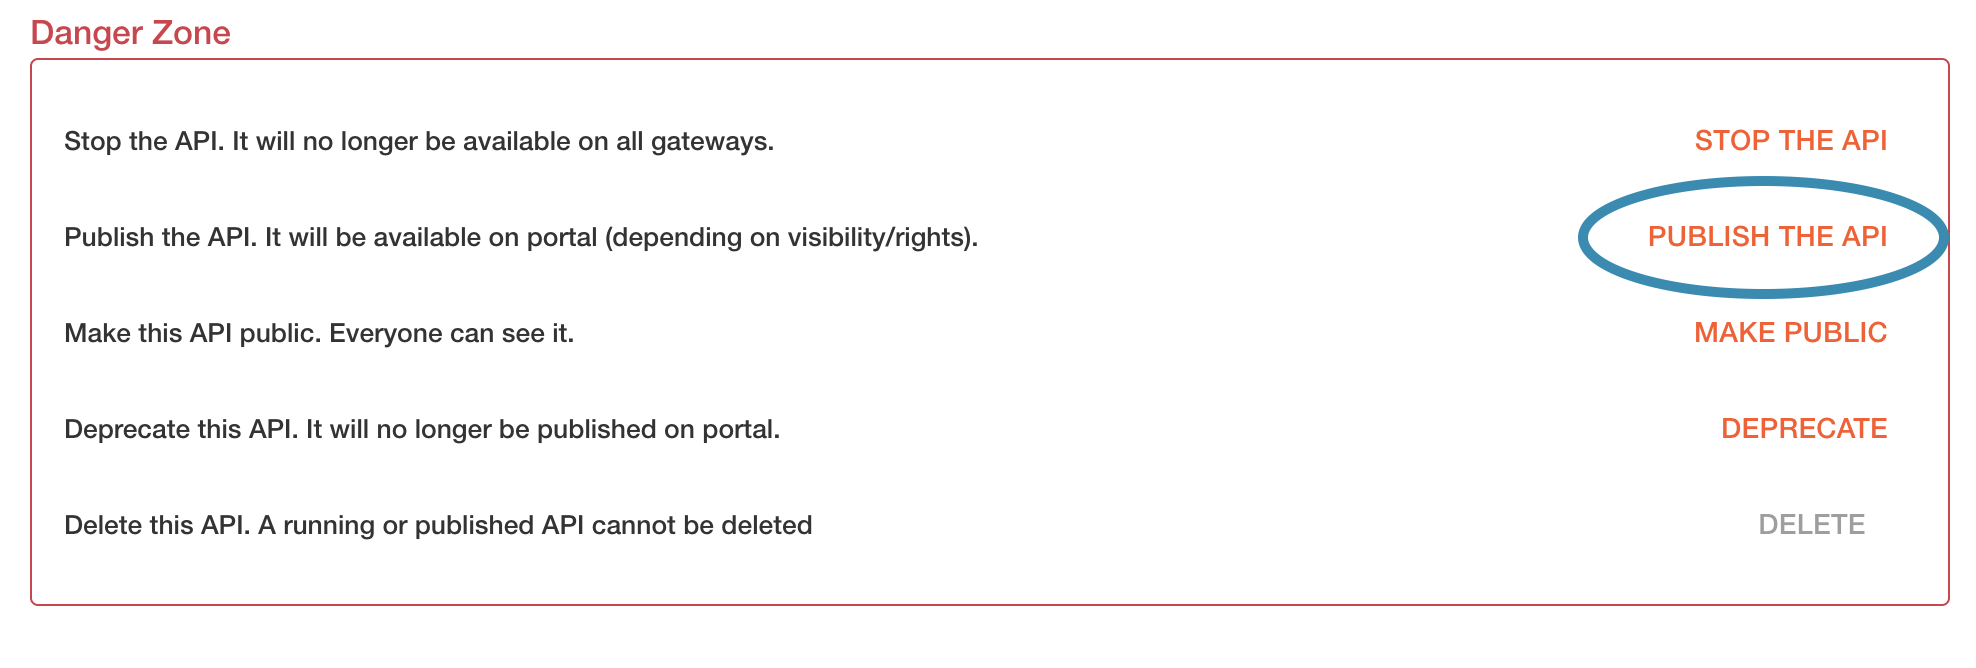 Danger Zone
Stop the API. It will no longer be available on all gateways. STOP THE API
Publish the API. It will be available on portal (depending on visibility/rights). PUBLISH THE API
Make this API public. Everyone can see it. MAKE PUBLIC
Deprecate this API. It will no longer be published on portal. DEPRECATE
Delete this API. A running or published API cannot be deleted DELETE